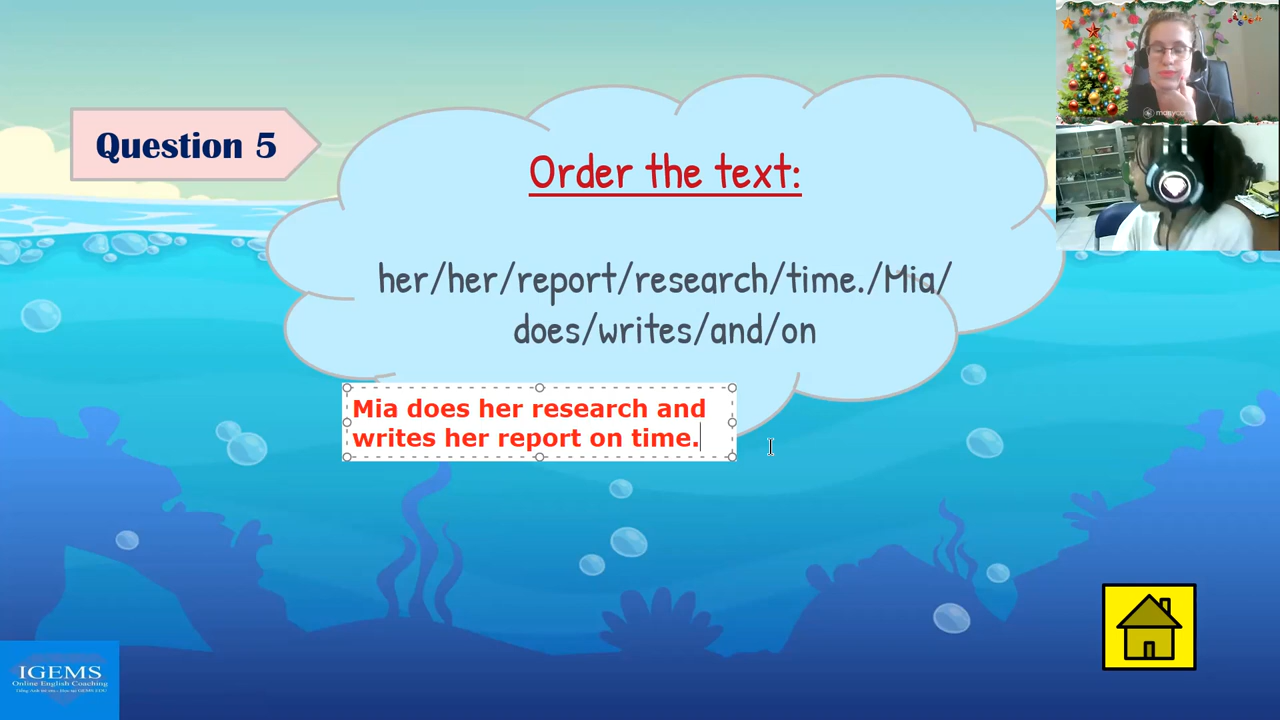 Question 5
Order the text:
her/her/report/research/time./Mia/
does/writes/and/on
Mia does her research and
writes her report on time.
IGEMS
Online English Coaching